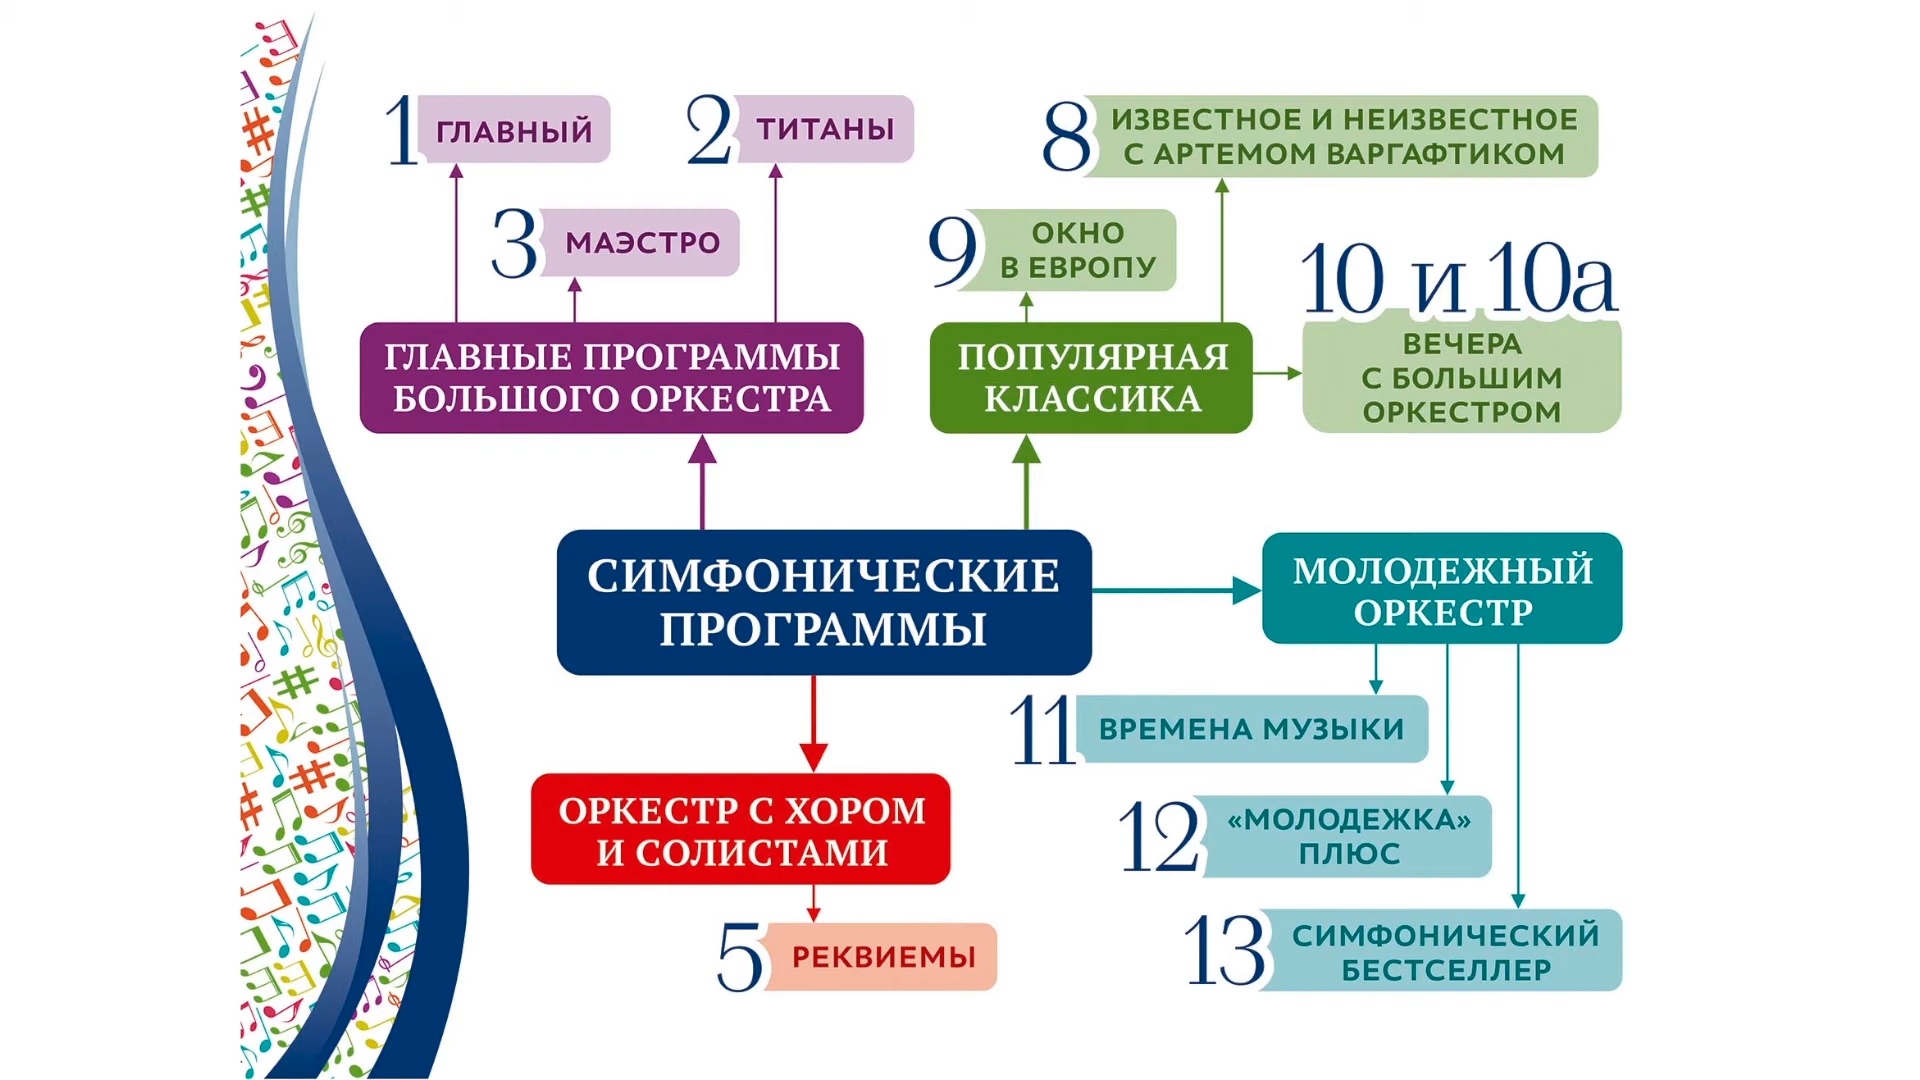 1 ГЛАВНЫЙ
2 ТИТАНЫ
3 МАЭСТРО
ГЛАВНЫЕ ПРОГРАММЫ
БОЛЬШОГО ОРКЕСТРА
8 ИЗВЕСТНОЕ И НЕИЗВЕСТНОЕ
С АРТЕМОМ ВАРГАФТИКОМ
9 ОКНО
В ЕВРОПУ
10 и 10а
ВЕЧЕРА
С БОЛЬШИМ
ОРКЕСТРОМ
ПОПУЛЯРНАЯ
КЛАССИКА
СИМФОНИЧЕСКИЕ
ПРОГРАММЫ
МОЛОДЕЖНЫЙ
ОРКЕСТР
11 ВРЕМЕНА МУЗЫКИ
12 «МОЛОДЕЖКА»
ПЛЮС
13 СИМФОНИЧЕСКИЙ
БЕСТСЕЛЛЕР
ОРКЕСТР С ХОРОМ
И СОЛИСТАМИ
5 РЕКВИЕМЫ